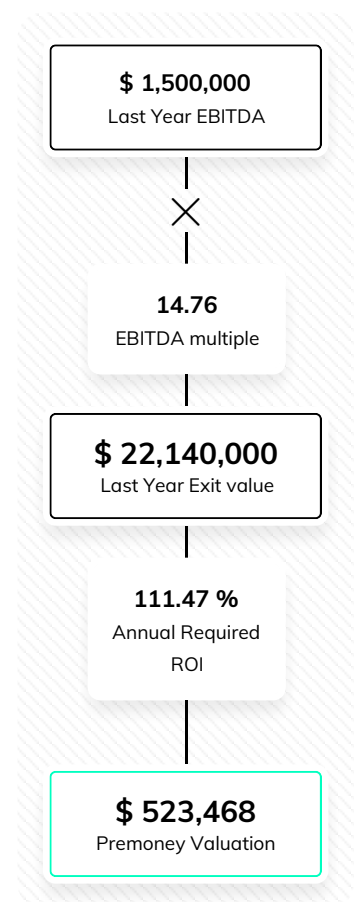 $ 1,500,000
Last Year EBITDA
14.76
EBITDA multiple
$ 22,140,000
Last Year Exit value
111.47 %
Annual Required
ROI
$ 523,468
Premoney Valuation